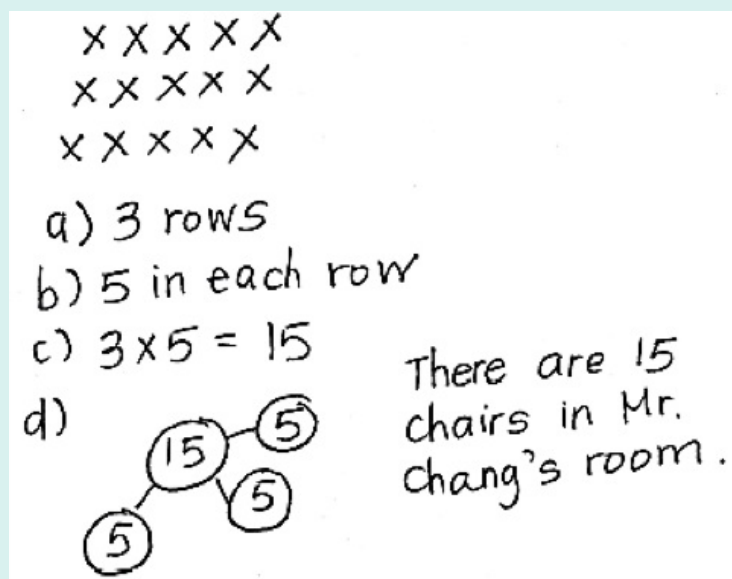 X X X X X
X X X X X
X X X X X
a) 3 rows
b) 5 in each row
c) 3 x 5 = 15
d)
15
5
5
5
There are 15
chairs in Mr.
Chang's room.